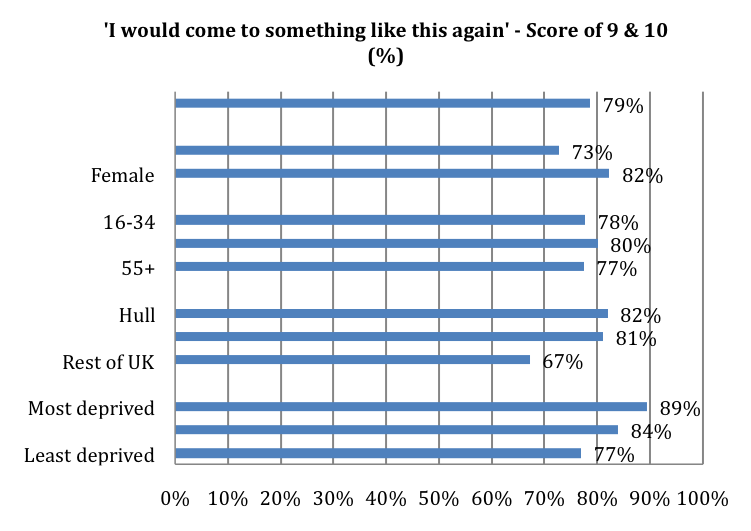 'I would come to something like this again' - Score of 9 & 10
(%)
79%
73%
Female 82%
16-34 78%
80%
55+ 77%
Hull 82%
81%
Rest of UK 67%
Most deprived 89%
84%
Least deprived 77%
0% 10% 20% 30% 40% 50% 60% 70% 80% 90% 100%